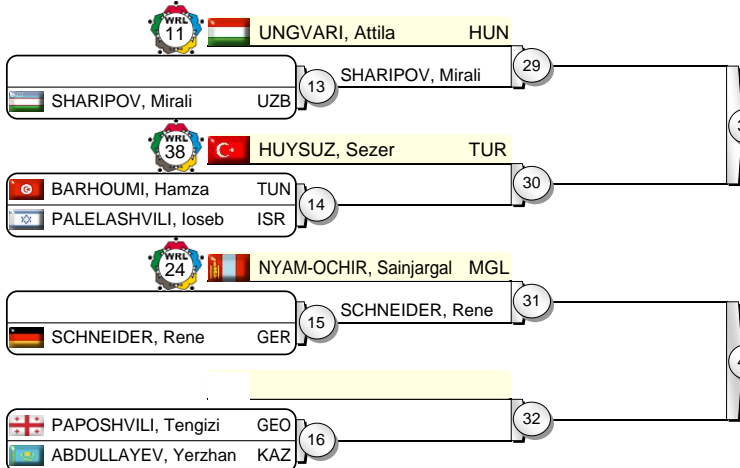 WRL
11
UNGVARI, Attila HUN
29
SHARIPOV, Mirali
13
SHARIPOV, Mirali UZB
WRL
38
HUYSUZ, Sezer TUR
30
BARHOUMI, Hamza TUN
14
PALELASHVILI, Ioseb ISR
WRL
24
NYAM-OCHIR, Sainjargal MGL
31
SCHNEIDER, Rene
15
SCHNEIDER, Rene GER
32
PAPOSHVILI, Tengizi GEO
16
ABDULLAYEV, Yerzhan KAZ